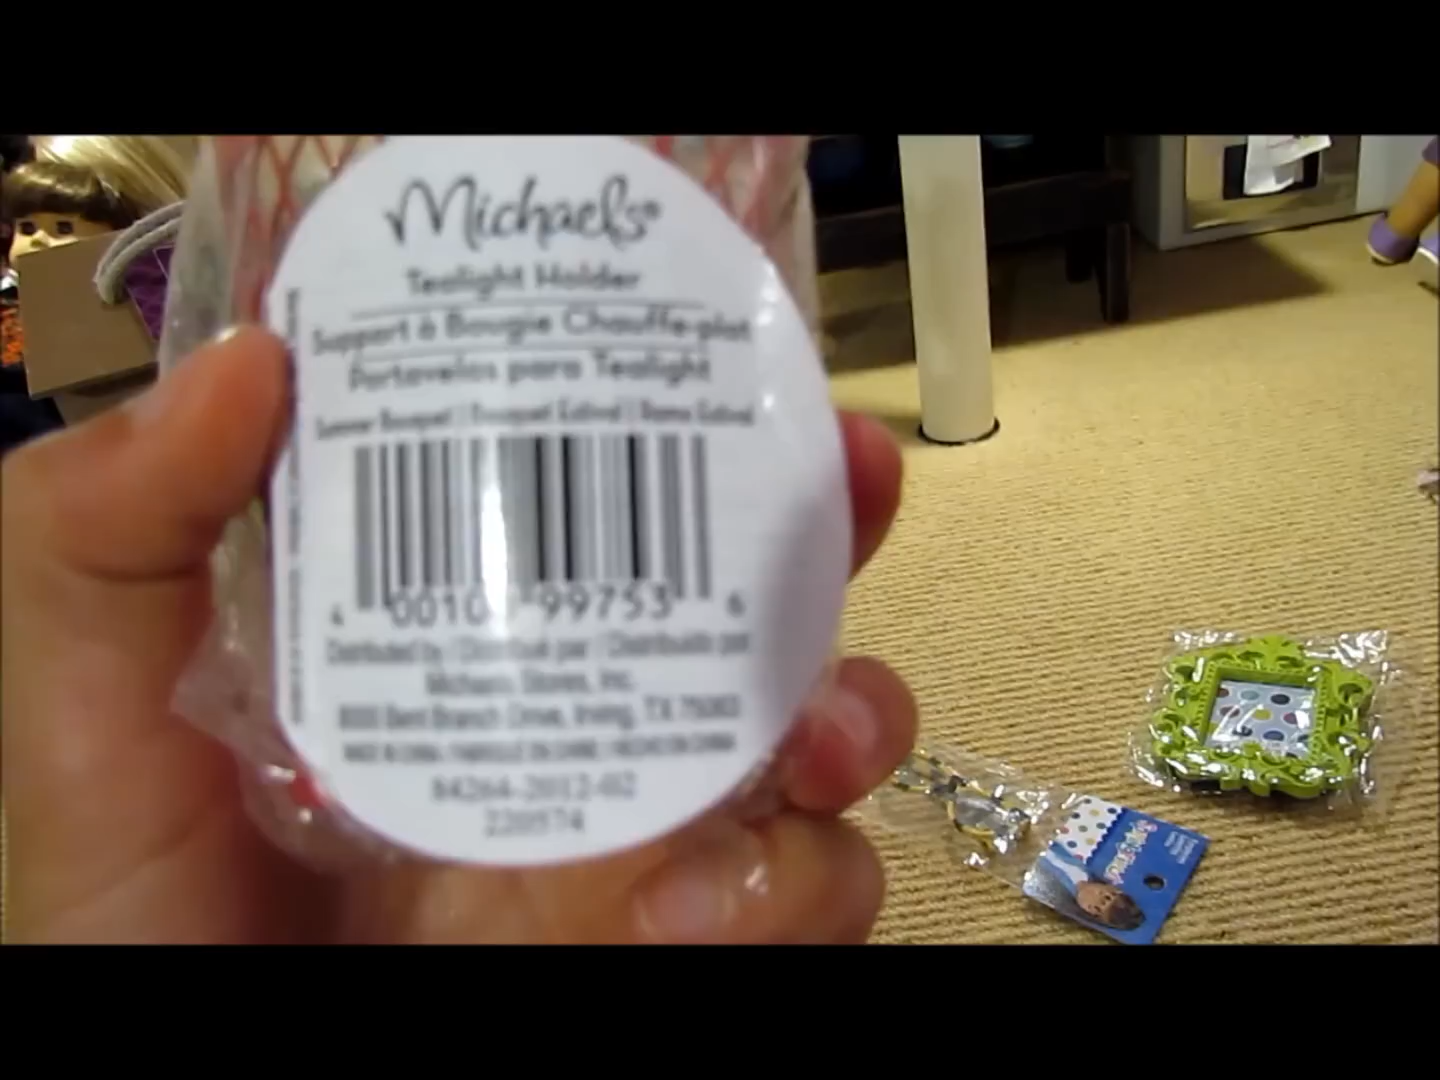 Michaels®
Tealight Holder
Support à Bougie Chauffe-plat
Portavelas para Tealight
Summer Bouquet | Bouquet Estival | Ramo Estival
4 0010 99753 6
Distributed by | Distribué par | Distribuido por
Michaels Stores, Inc.
8000 Bent Branch Drive, Irving, TX 75063
MADE IN CHINA / FABRIQUÉ EN CHINE / HECHO EN CHINA
84264-2012-02
220574